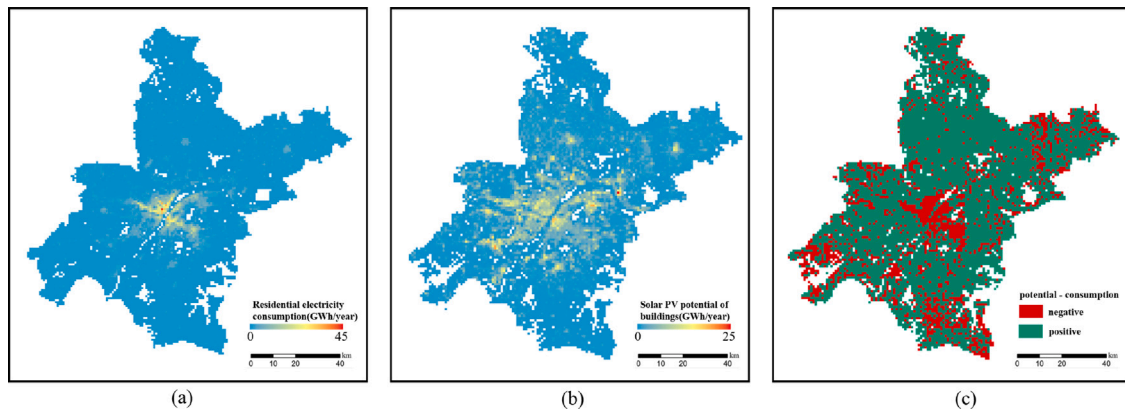 Residential electricity
consumption(GWh/year)
0 45
0 10 20 40 km
(a)
Solar PV potential of
buildings(GWh/year)
0 25
0 10 20 40 km
(b)
potential - consumption
negative
positive
0 10 20 40 km
(c)